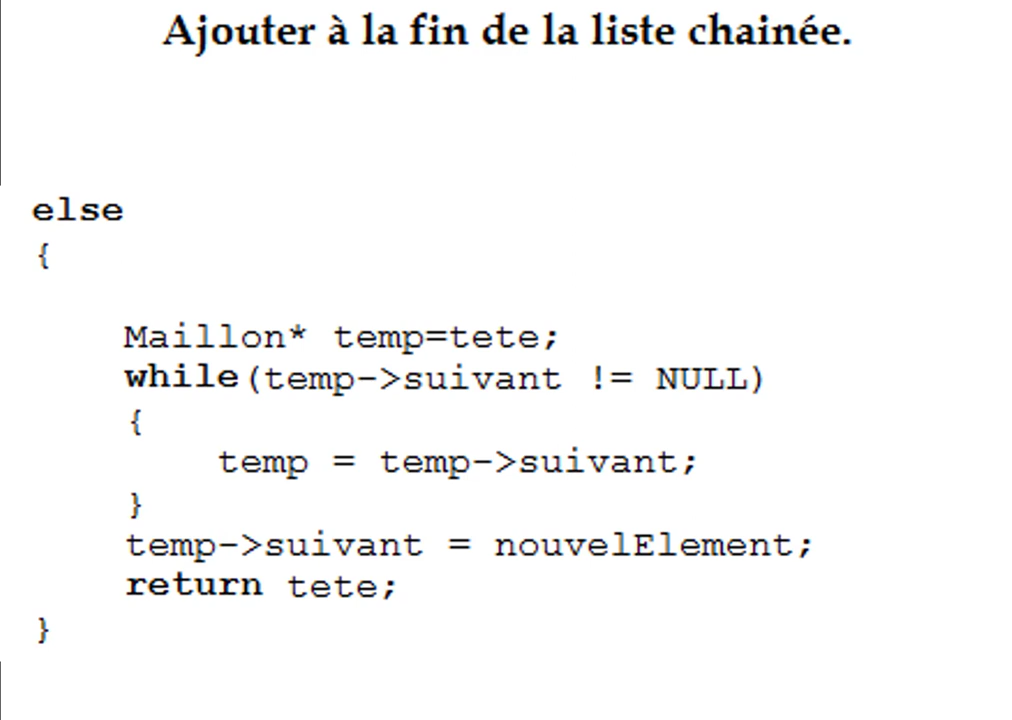 Ajouter à la fin de la liste chainée.
else
{
Maillon* temp=tete;
while(temp->suivant != NULL)
{
temp = temp->suivant;
}
temp->suivant = nouvelElement;
return tete;
}